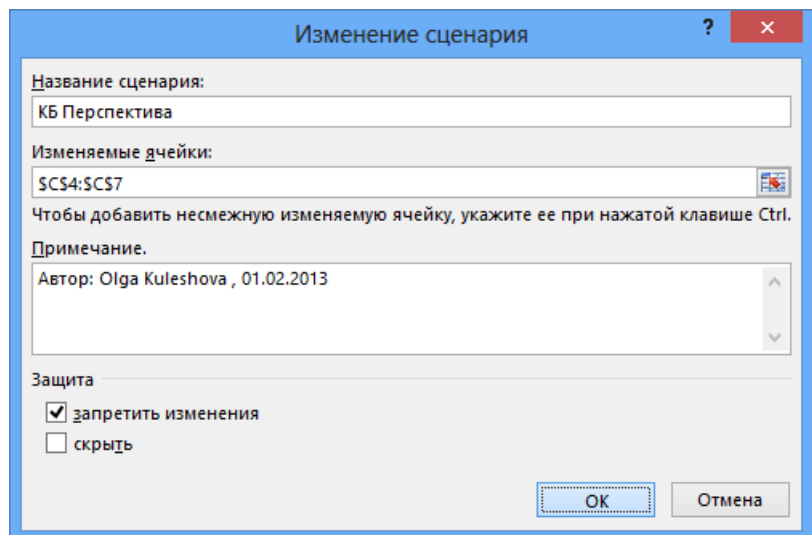 Изменение сценария
?
Название сценария:
КБ Перспектива
Изменяемые ячейки:
$C$4:$C$7
Чтобы добавить несмежную изменяемую ячейку, укажите ее при нажатой клавише Ctrl.
Примечание.
Автор: Olga Kuleshova , 01.02.2013
Защита
запретить изменения
скрыть
ОК
Отмена